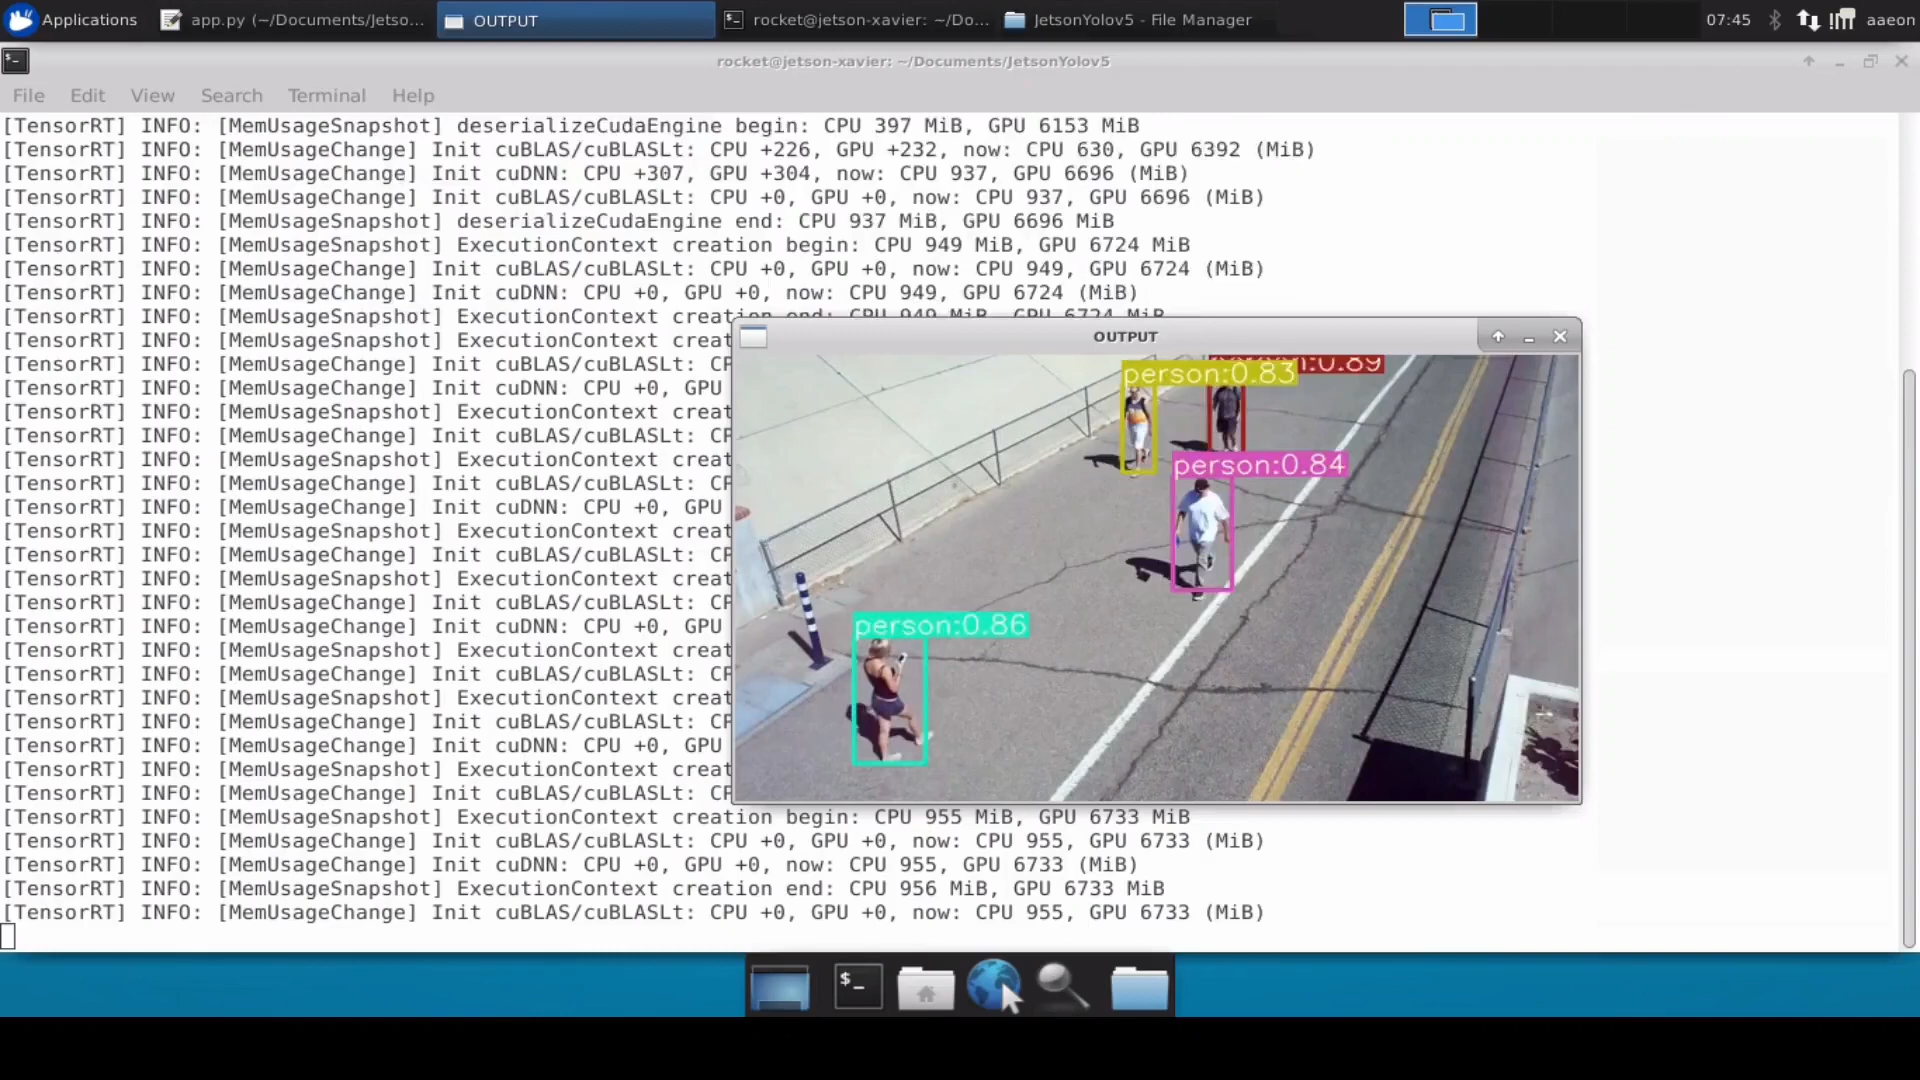 Applications
app.py (~/Documents/Jetso...
OUTPUT
rocket@jetson-xavier: ~/Do...
JetsonYolov5 - File Manager
07:45
aaeon
rocket@jetson-xavier: ~/Documents/JetsonYolov5
File Edit View Search Terminal Help
[TensorRT] INFO: [MemUsageSnapshot] deserializeCudaEngine begin: CPU 397 MiB, GPU 6153 MiB
[TensorRT] INFO: [MemUsageChange] Init cuBLAS/cuBLASLt: CPU +226, GPU +232, now: CPU 630, GPU 6392 (MiB)
[TensorRT] INFO: [MemUsageChange] Init cuDNN: CPU +307, GPU +304, now: CPU 937, GPU 6696 (MiB)
[TensorRT] INFO: [MemUsageChange] Init cuBLAS/cuBLASLt: CPU +0, GPU +0, now: CPU 937, GPU 6696 (MiB)
[TensorRT] INFO: [MemUsageSnapshot] deserializeCudaEngine end: CPU 937 MiB, GPU 6696 MiB
[TensorRT] INFO: [MemUsageSnapshot] ExecutionContext creation begin: CPU 949 MiB, GPU 6724 MiB
[TensorRT] INFO: [MemUsageChange] Init cuBLAS/cuBLASLt: CPU +0, GPU +0, now: CPU 949, GPU 6724 (MiB)
[TensorRT] INFO: [MemUsageChange] Init cuDNN: CPU +0, GPU +0, now: CPU 949, GPU 6724 (MiB)
[TensorRT] INFO: [MemUsageSnapshot] ExecutionContext creation end: CPU 949 MiB, GPU 6724 MiB
[TensorRT] INFO: [MemUsageSnapshot] ExecutionContext creat
[TensorRT] INFO: [MemUsageChange] Init cuBLAS/cuBLASLt: CP
[TensorRT] INFO: [MemUsageChange] Init cuDNN: CPU +0, GPU
[TensorRT] INFO: [MemUsageSnapshot] ExecutionContext creat
[TensorRT] INFO: [MemUsageChange] Init cuBLAS/cuBLASLt: CP
[TensorRT] INFO: [MemUsageSnapshot] ExecutionContext creat
[TensorRT] INFO: [MemUsageChange] Init cuBLAS/cuBLASLt: CP
[TensorRT] INFO: [MemUsageChange] Init cuDNN: CPU +0, GPU
[TensorRT] INFO: [MemUsageSnapshot] ExecutionContext creat
[TensorRT] INFO: [MemUsageChange] Init cuBLAS/cuBLASLt: CP
[TensorRT] INFO: [MemUsageSnapshot] ExecutionContext creat
[TensorRT] INFO: [MemUsageChange] Init cuBLAS/cuBLASLt: CP
[TensorRT] INFO: [MemUsageChange] Init cuDNN: CPU +0, GPU
[TensorRT] INFO: [MemUsageSnapshot] ExecutionContext creat
[TensorRT] INFO: [MemUsageChange] Init cuBLAS/cuBLASLt: CP
[TensorRT] INFO: [MemUsageSnapshot] ExecutionContext creat
[TensorRT] INFO: [MemUsageChange] Init cuBLAS/cuBLASLt: CP
[TensorRT] INFO: [MemUsageChange] Init cuDNN: CPU +0, GPU
[TensorRT] INFO: [MemUsageSnapshot] ExecutionContext creat
[TensorRT] INFO: [MemUsageChange] Init cuBLAS/cuBLASLt: CP
[TensorRT] INFO: [MemUsageSnapshot] ExecutionContext creation begin: CPU 955 MiB, GPU 6733 MiB
[TensorRT] INFO: [MemUsageChange] Init cuBLAS/cuBLASLt: CPU +0, GPU +0, now: CPU 955, GPU 6733 (MiB)
[TensorRT] INFO: [MemUsageChange] Init cuDNN: CPU +0, GPU +0, now: CPU 955, GPU 6733 (MiB)
[TensorRT] INFO: [MemUsageSnapshot] ExecutionContext creation end: CPU 956 MiB, GPU 6733 MiB
[TensorRT] INFO: [MemUsageChange] Init cuBLAS/cuBLASLt: CPU +0, GPU +0, now: CPU 955, GPU 6733 (MiB)
OUTPUT
person:0.83
n:0.89
person:0.84
person:0.86
$_